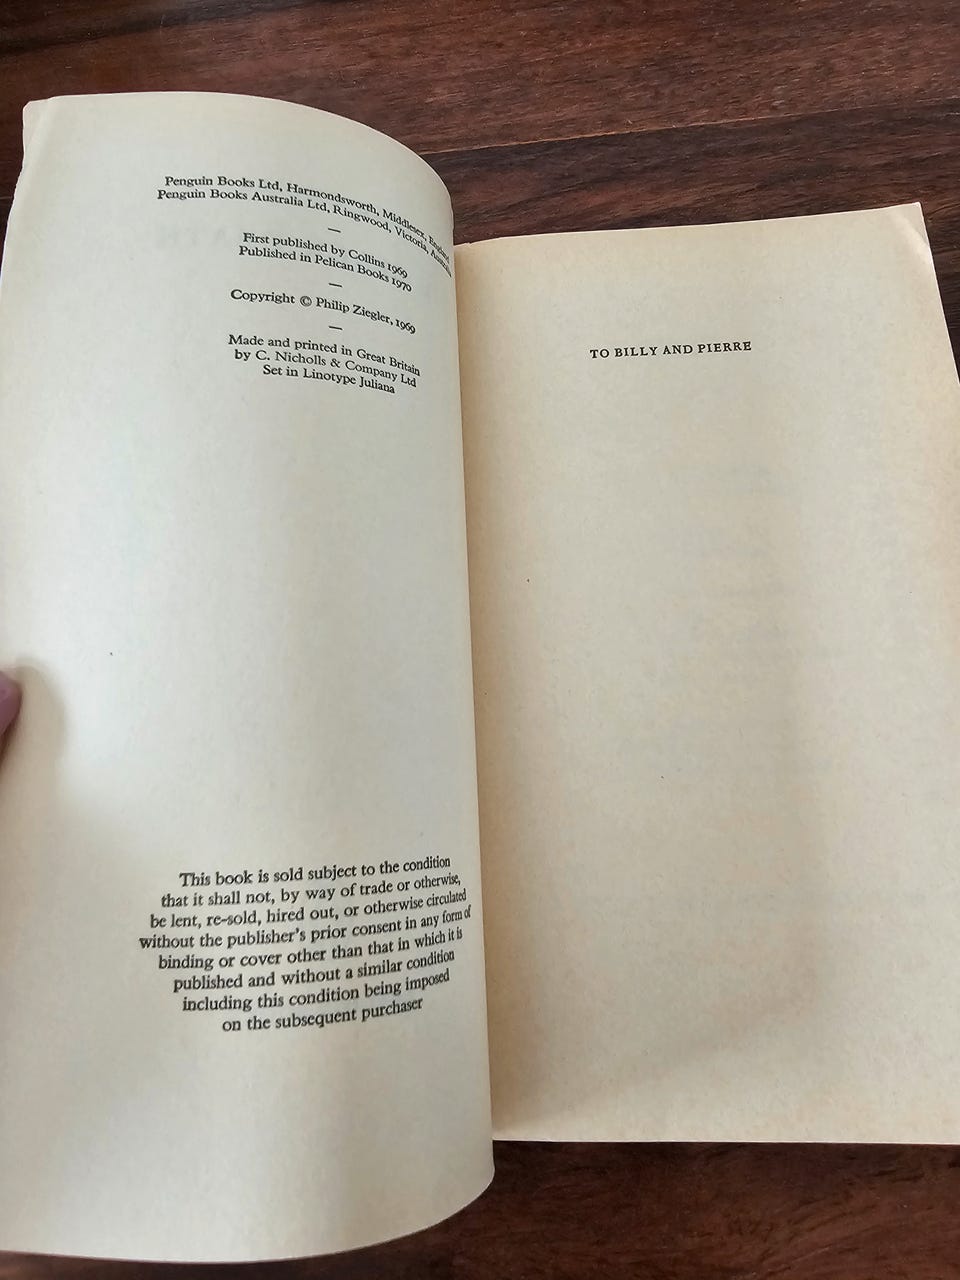 Penguin Books Ltd, Harmondsworth, Middlesex, England
Penguin Books Australia Ltd, Ringwood, Victoria, Australia
—
First published by Collins 1969
Published in Pelican Books 1970
—
Copyright © Philip Ziegler, 1969
—
Made and printed in Great Britain
by C. Nicholls & Company Ltd
Set in Linotype Juliana
This book is sold subject to the condition
that it shall not, by way of trade or otherwise,
be lent, re-sold, hired out, or otherwise circulated
without the publisher's prior consent in any form of
binding or cover other than that in which it is
published and without a similar condition
including this condition being imposed
on the subsequent purchaser
TO BILLY AND PIERRE